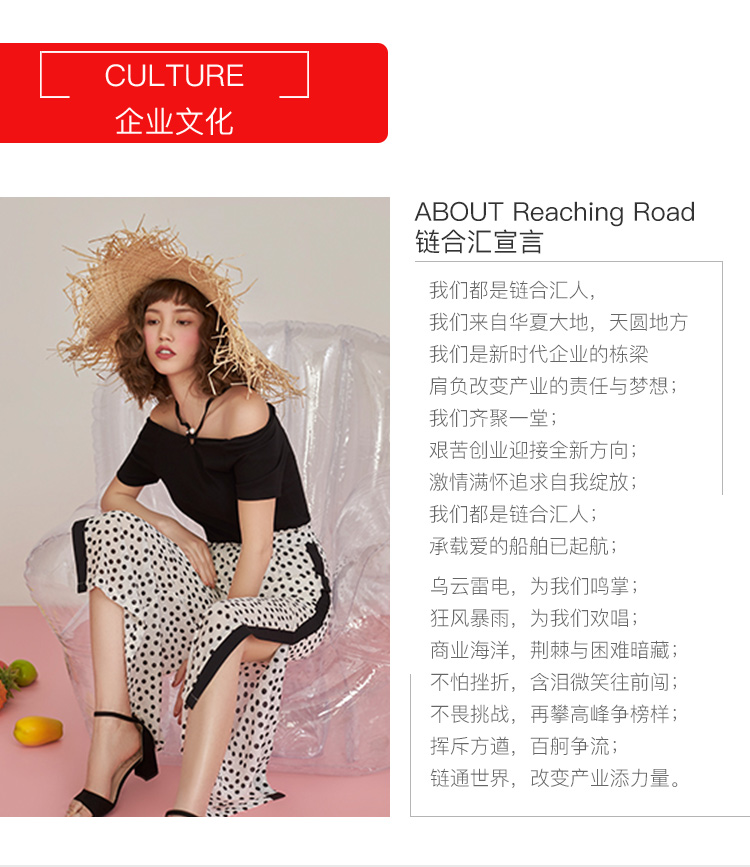 CULTURE
企业文化
ABOUT Reaching Road
链合汇宣言
我们都是链合汇人，
我们来自华夏大地，天圆地方
我们是新时代企业的栋梁
肩负改变产业的责任与梦想；
我们齐聚一堂；
艰苦创业迎接全新方向；
激情满怀追求自我绽放；
我们都是链合汇人；
承载爱的船舶已起航；
乌云雷电，为我们鸣掌；
狂风暴雨，为我们欢唱；
商业海洋，荆棘与困难暗藏；
不怕挫折，含泪微笑往前闯；
不畏挑战，再攀高峰争榜样；
挥斥方遒，百舸争流；
链通世界，改变产业添力量。